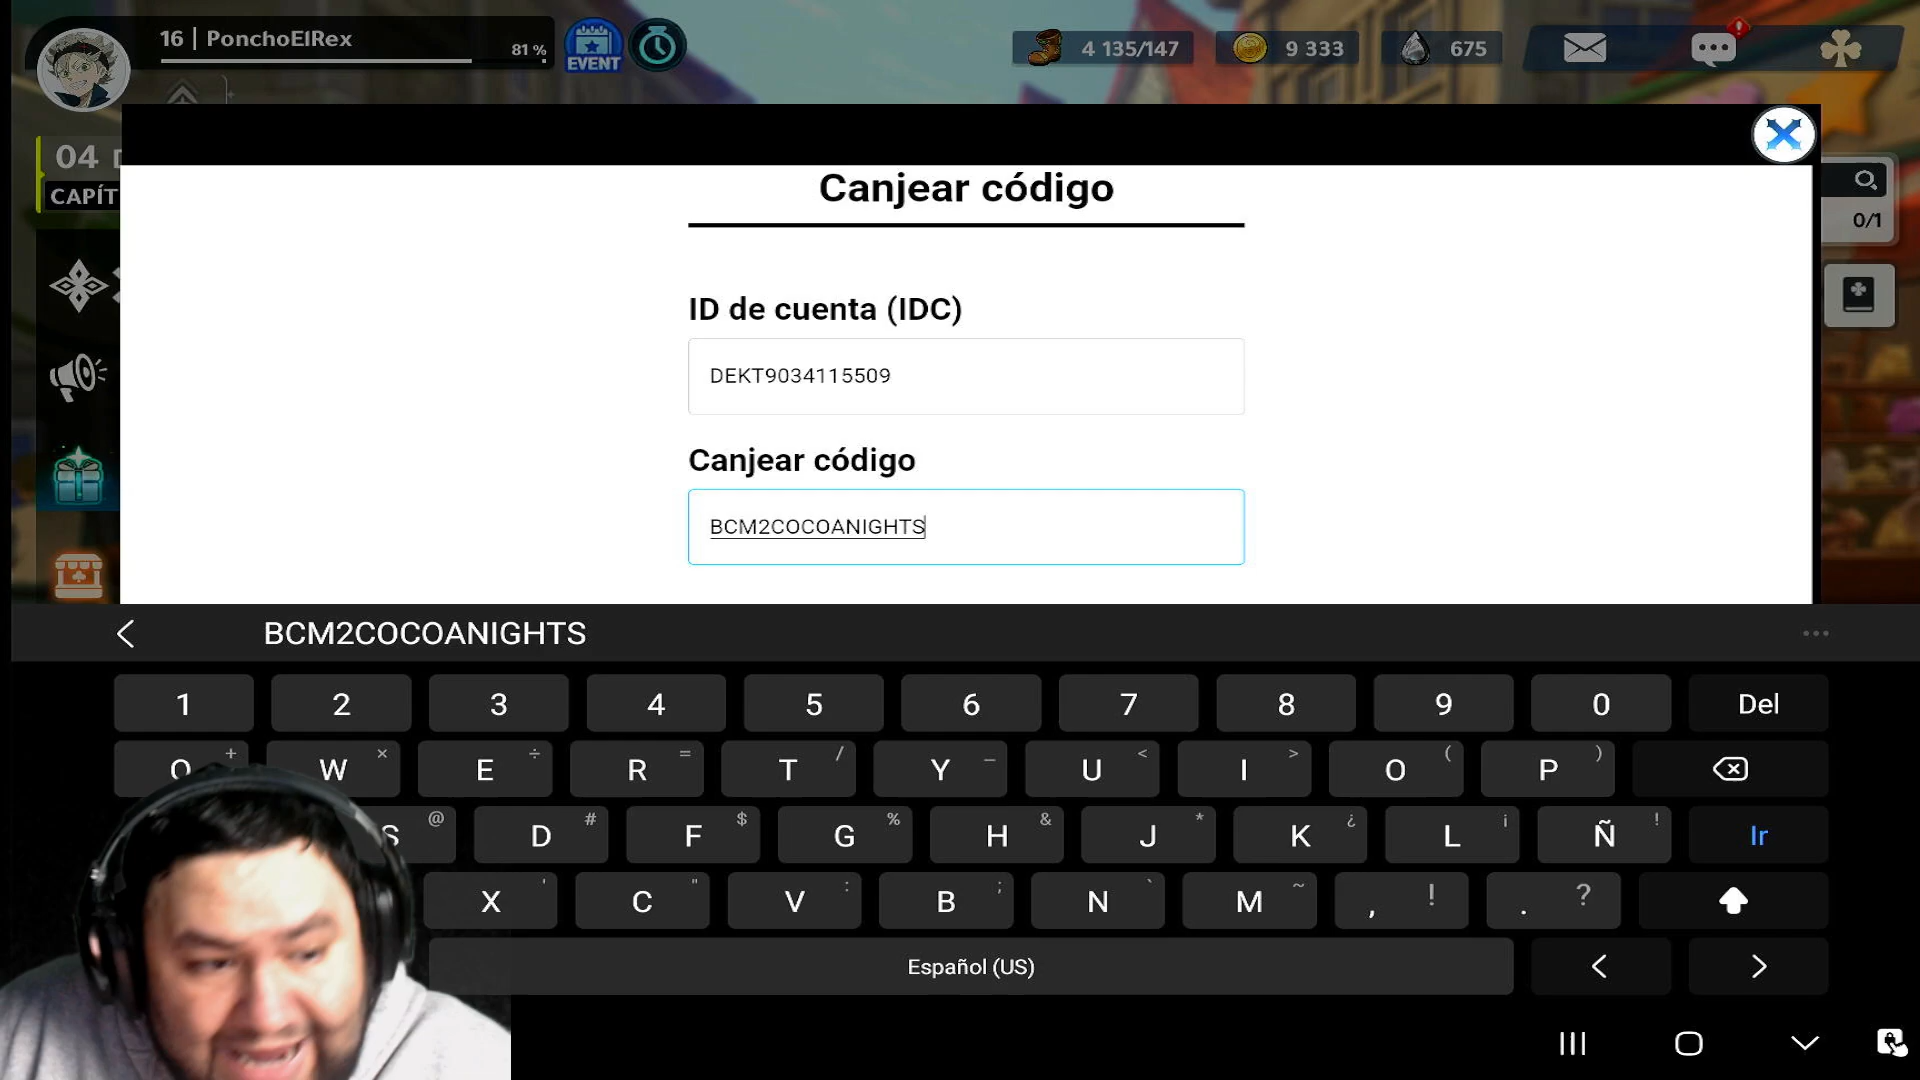 16 | PonchoElRex
81 %
EVENT
4 135/147
9 333
675
04
CAPÍT
0/1
Canjear código
ID de cuenta (IDC)
DEKT9034115509
Canjear código
BCM2COCOANIGHTS
BCM2COCOANIGHTS
1 2 3 4 5 6 7 8 9 0 Del
+ W × E ÷ R = T / Y _ U < I > O ( P )
S @ D # F $ G % H & J * K ¿ L ¡ Ñ ! Ir
X ' C " V : B ; N ` M ~ , ! . ?
Español (US) < >